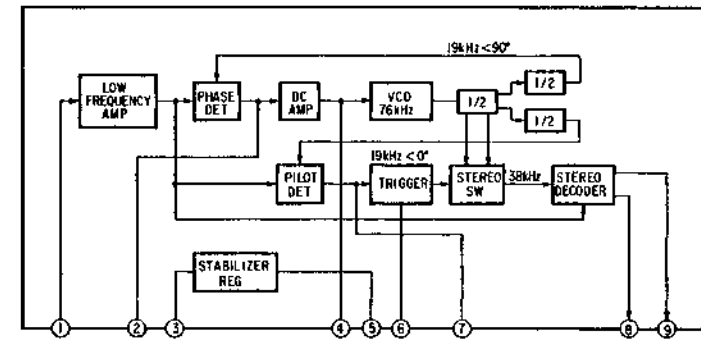 19kHz<90°
LOW
FREQUENCY
AMP
PHASE
DET
DC
AMP
VCO
76kHz
1/2
1/2
1/2
PILOT
DET
19kHz<0°
TRIGGER
STEREO
SW
38kHz
STEREO
DECODER
STABILIZER
REG
1
2
3
4
5
6
7
8
9